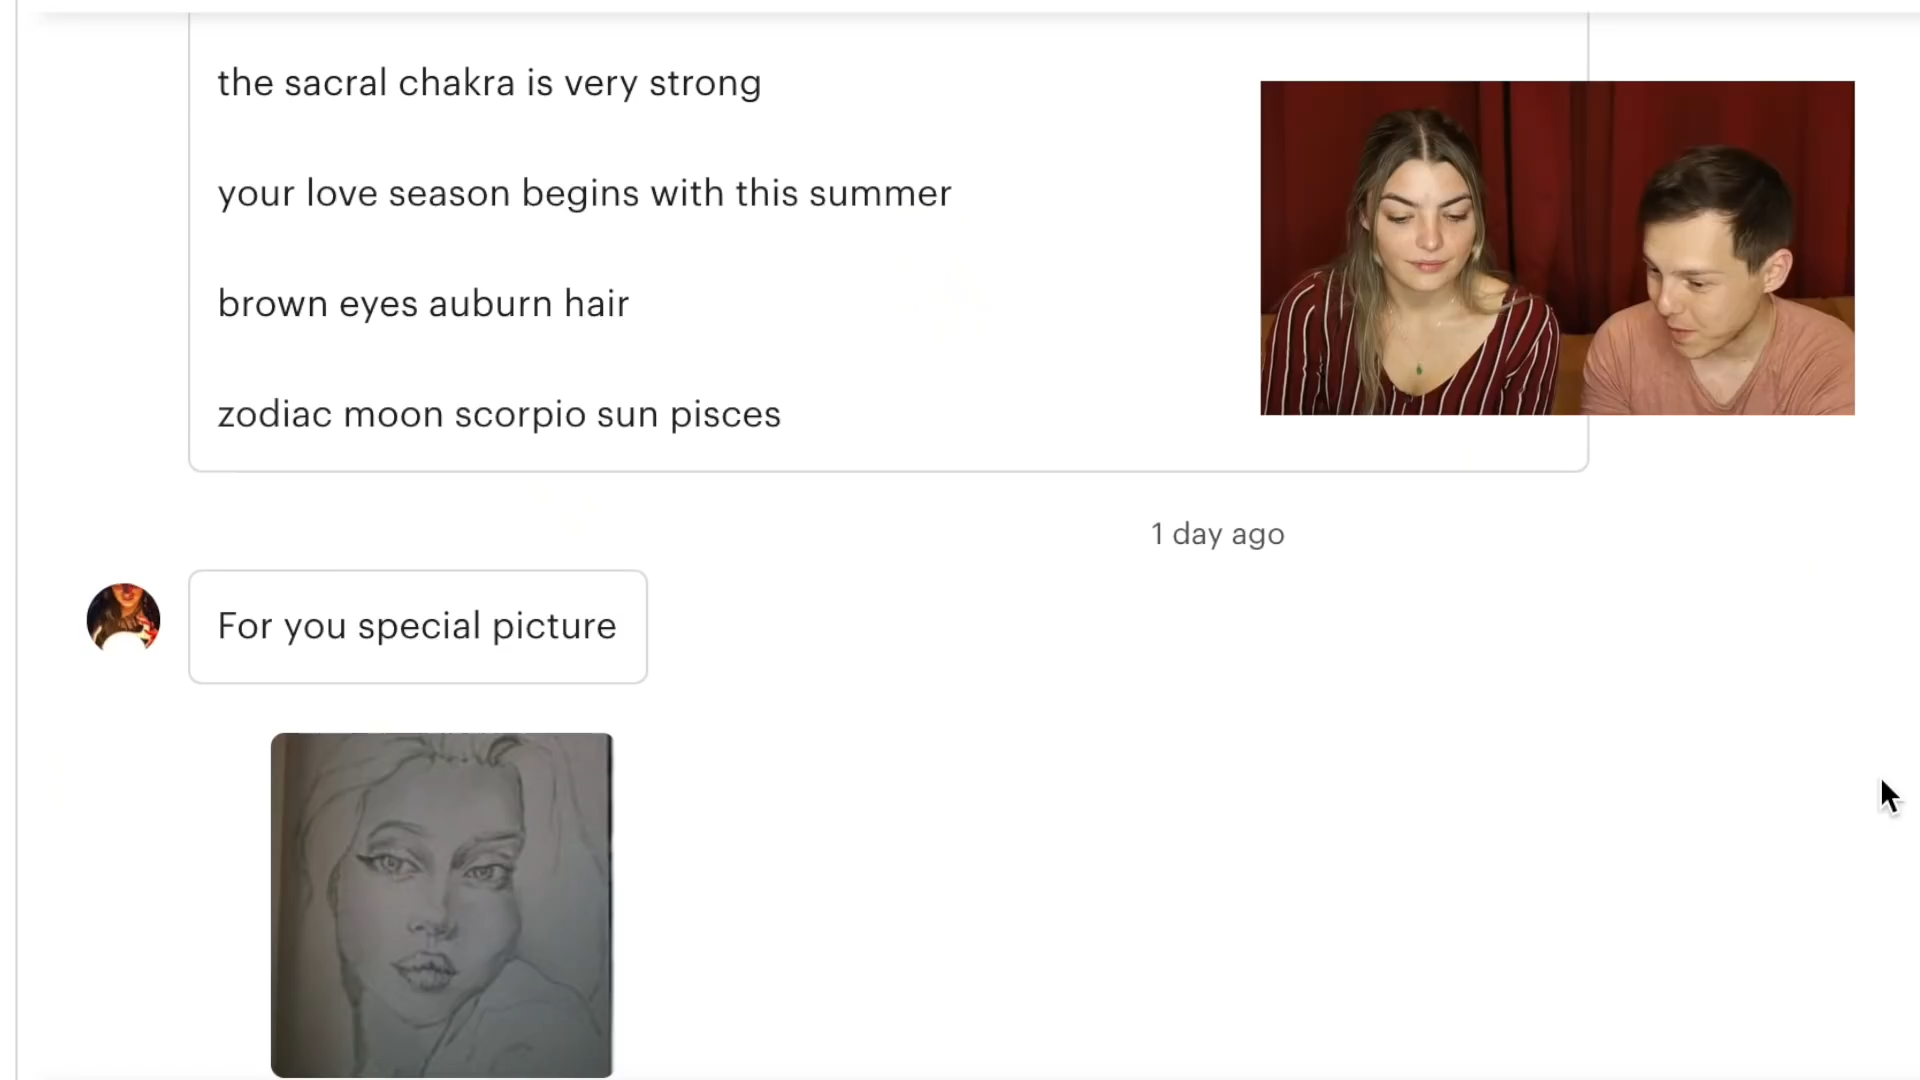 the sacral chakra is very strong
your love season begins with this summer
brown eyes auburn hair
zodiac moon scorpio sun pisces
1 day ago
For you special picture